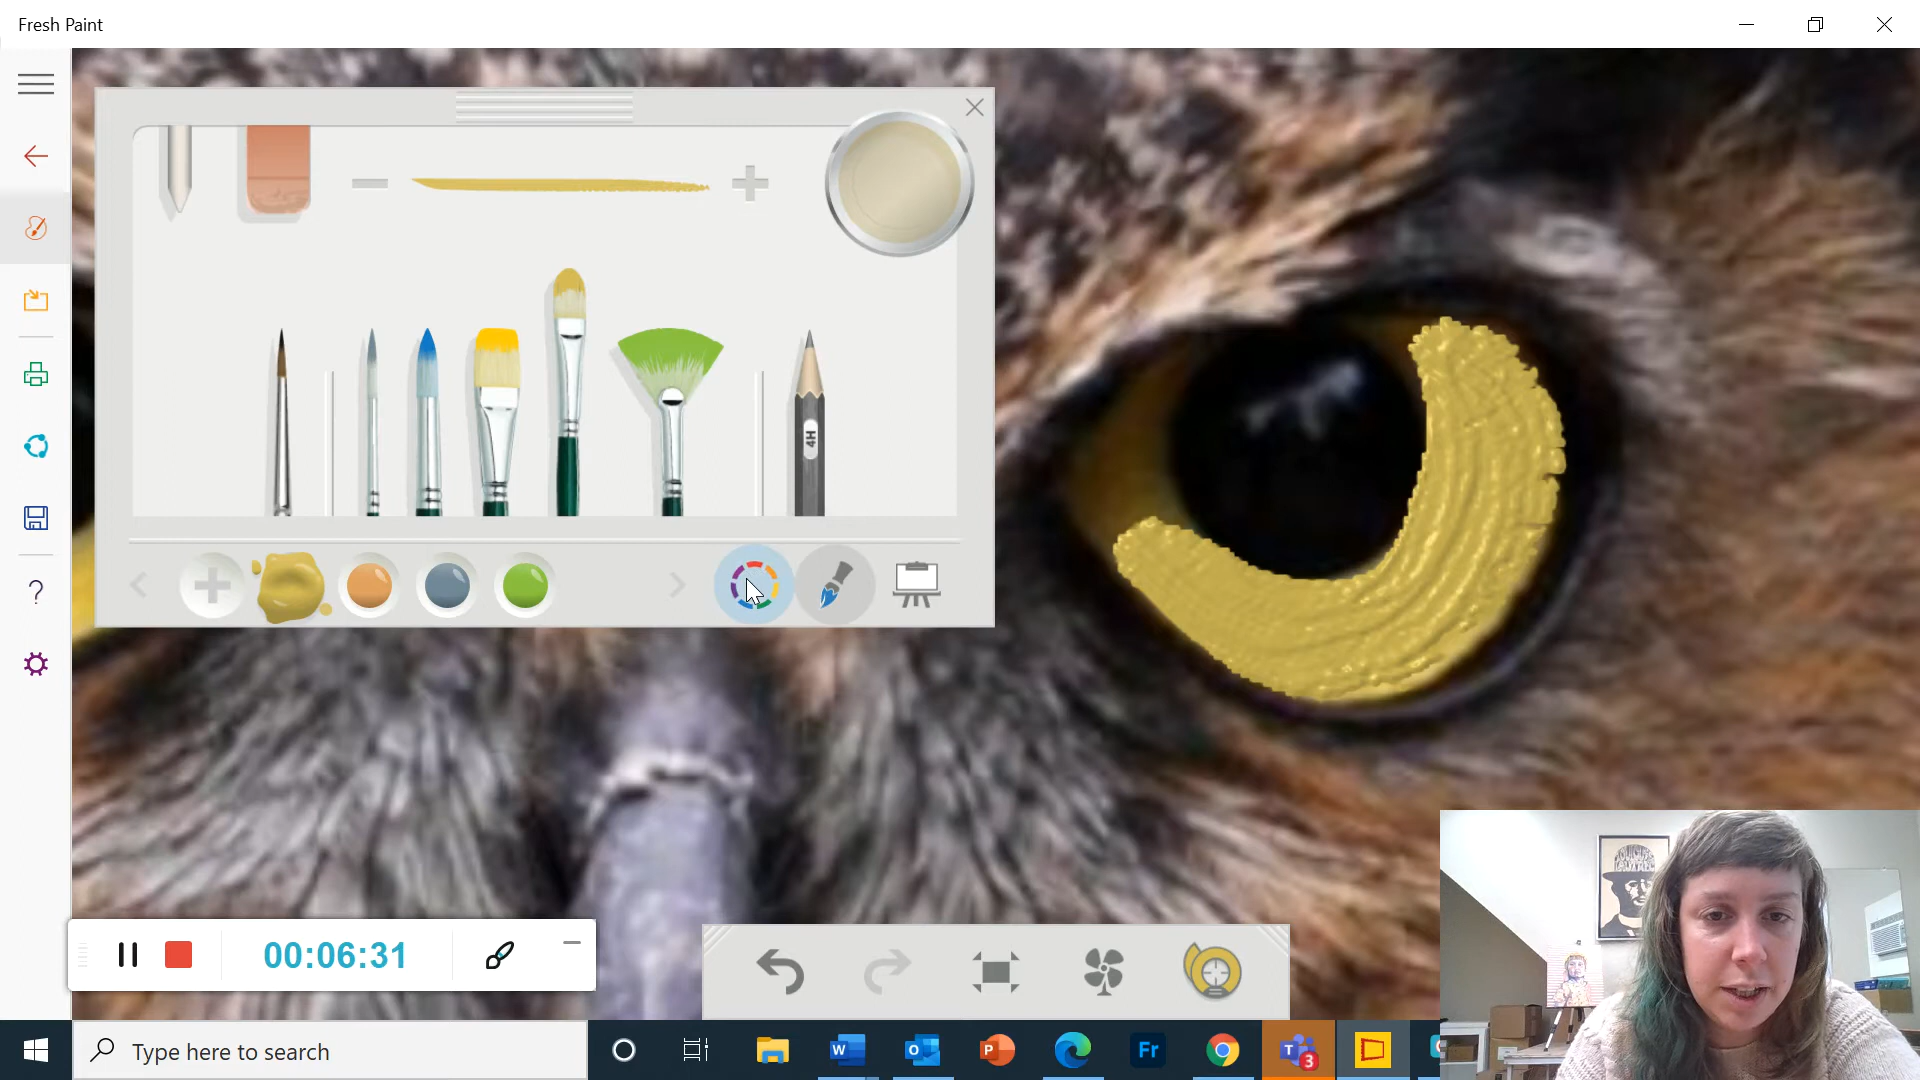 Fresh Paint
4H
?
00:06:31
Type here to search
W
O
P
Fr
T
3